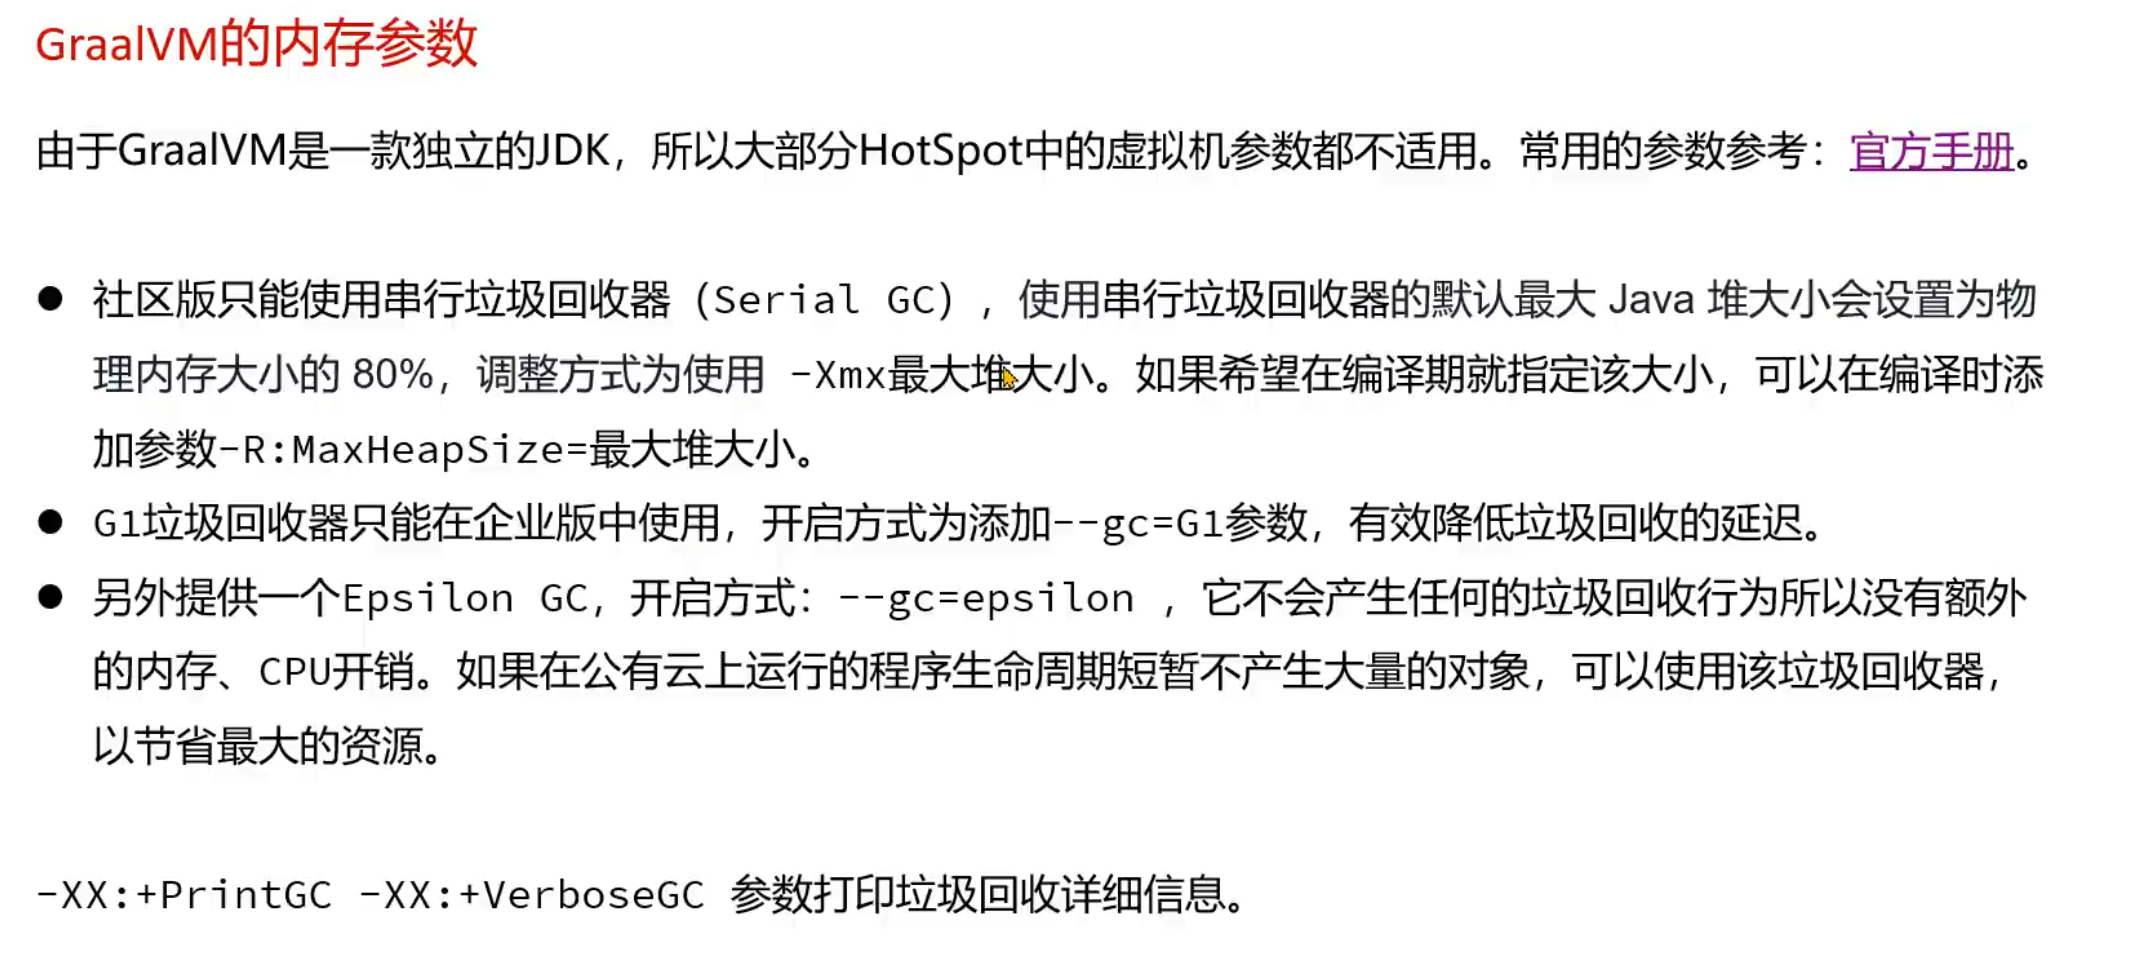 GraalVM的内存参数
由于GraalVM是一款独立的JDK，所以大部分HotSpot中的虚拟机参数都不适用。常用的参数参考：官方手册。
● 社区版只能使用串行垃圾回收器（Serial GC），使用串行垃圾回收器的默认最大 Java 堆大小会设置为物
理内存大小的 80%，调整方式为使用 -Xmx最大堆大小。如果希望在编译期就指定该大小，可以在编译时添
加参数-R:MaxHeapSize=最大堆大小。
● G1垃圾回收器只能在企业版中使用，开启方式为添加--gc=G1参数，有效降低垃圾回收的延迟。
● 另外提供一个Epsilon GC，开启方式：--gc=epsilon ，它不会产生任何的垃圾回收行为所以没有额外
的内存、CPU开销。如果在公有云上运行的程序生命周期短暂不产生大量的对象，可以使用该垃圾回收器，
以节省最大的资源。
-XX:+PrintGC -XX:+VerboseGC 参数打印垃圾回收详细信息。